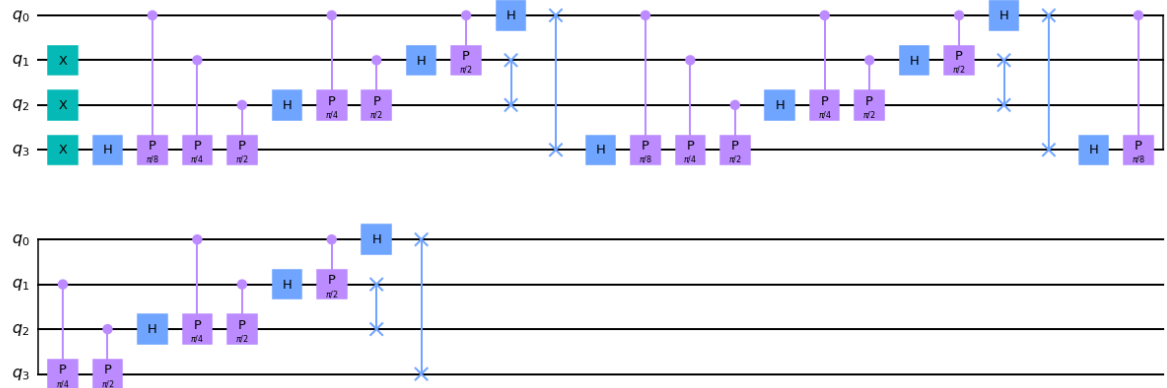 q0 H H
q1 X H P π/2 H P π/2
q2 X H P π/4 P π/2 H P π/4 P π/2
q3 X H P π/8 P π/4 P π/2 H P π/8 P π/4 P π/2 H P π/8
q0 H
q1 H P π/2
q2 H P π/4 P π/2
q3 P π/4 P π/2